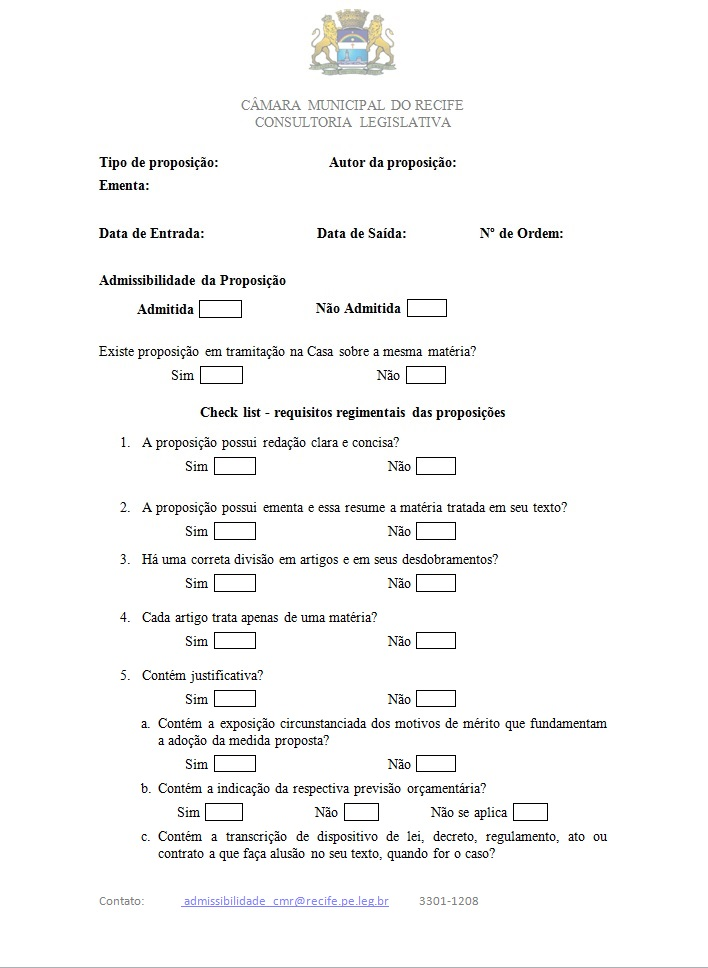 CÂMARA MUNICIPAL DO RECIFE
CONSULTORIA LEGISLATIVA
Tipo de proposição: Autor da proposição:
Ementa:
Data de Entrada: Data de Saída: Nº de Ordem:
Admissibilidade da Proposição
Admitida Não Admitida
Existe proposição em tramitação na Casa sobre a mesma matéria?
Sim Não
Check list - requisitos regimentais das proposições
1. A proposição possui redação clara e concisa?
Sim Não
2. A proposição possui ementa e essa resume a matéria tratada em seu texto?
Sim Não
3. Há uma correta divisão em artigos e em seus desdobramentos?
Sim Não
4. Cada artigo trata apenas de uma matéria?
Sim Não
5. Contém justificativa?
Sim Não
a. Contém a exposição circunstanciada dos motivos de mérito que fundamentam
a adoção da medida proposta?
Sim Não
b. Contém a indicação da respectiva previsão orçamentária?
Sim Não Não se aplica
c. Contém a transcrição de dispositivo de lei, decreto, regulamento, ato ou
contrato a que faça alusão no seu texto, quando for o caso?
Contato: admissibilidade_cmr@recife.pe.leg.br 3301-1208